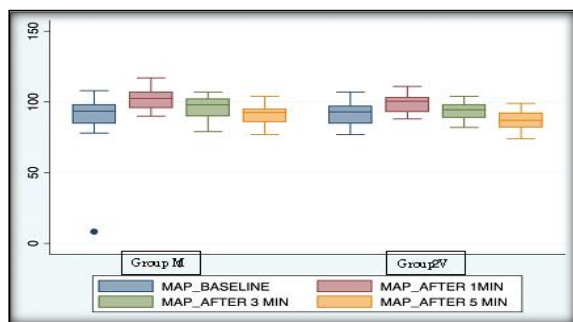 150
100
50
0
Group M
Group2V
MAP_BASELINE
MAP_AFTER 1MIN
MAP_AFTER 3 MIN
MAP_AFTER 5 MIN